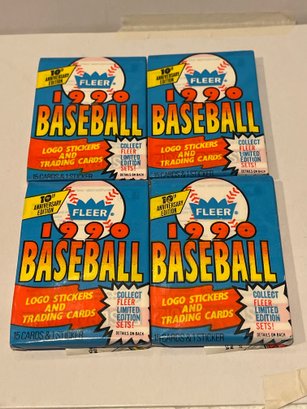 10th
ANNIVERSARY
EDITION
FLEER
1990
BASEBALL
LOGO STICKERS
AND
TRADING CARDS
COLLECT
FLEER
LIMITED
EDITION
SETS!
DETAILS ON BACK
15 CARDS & 1 STICKER
10th
ANNIVERSARY
EDITION
FLEER
1990
BASEBALL
LOGO STICKERS
AND
TRADING CARDS
COLLECT
FLEER
LIMITED
EDITION
SETS!
DETAILS ON BACK
15 CARDS & 1 STICKER
10th
ANNIVERSARY
EDITION
FLEER
1990
BASEBALL
LOGO STICKERS
AND
TRADING CARDS
COLLECT
FLEER
LIMITED
EDITION
SETS!
DETAILS ON BACK
15 CARDS & 1 STICKER
10th
ANNIVERSARY
EDITION
FLEER
1990
BASEBALL
LOGO STICKERS
AND
TRADING CARDS
COLLECT
FLEER
LIMITED
EDITION
SETS!
DETAILS ON BACK
15 CARDS & 1 STICKER